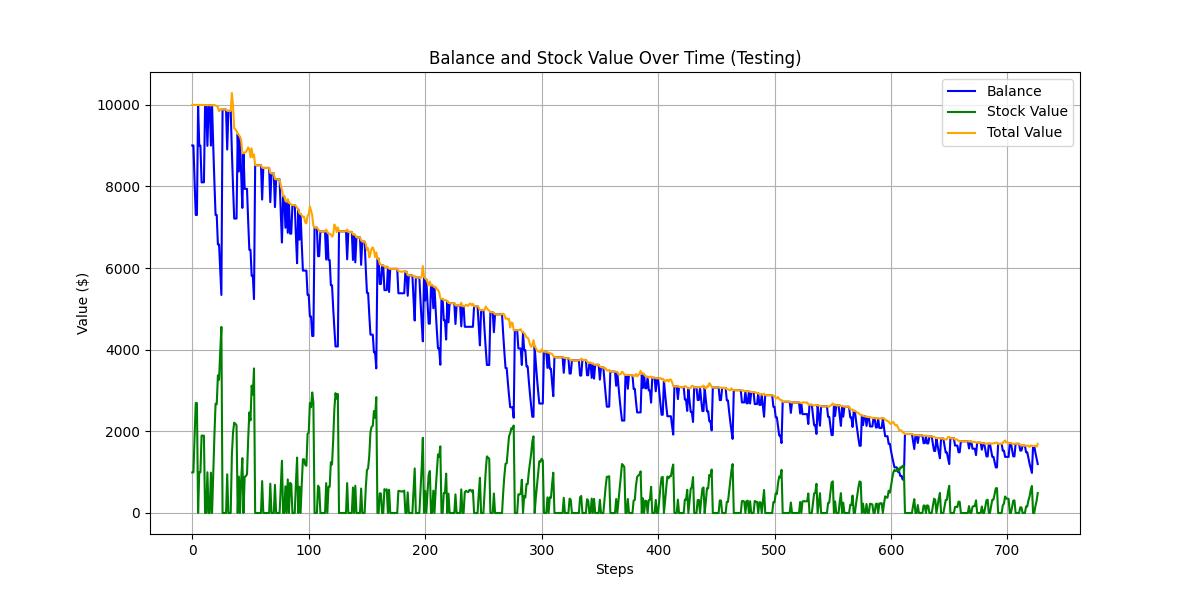 Balance and Stock Value Over Time (Testing)
Balance
Stock Value
Total Value
Value ($)
10000
8000
6000
4000
2000
0
0 100 200 300 400 500 600 700
Steps